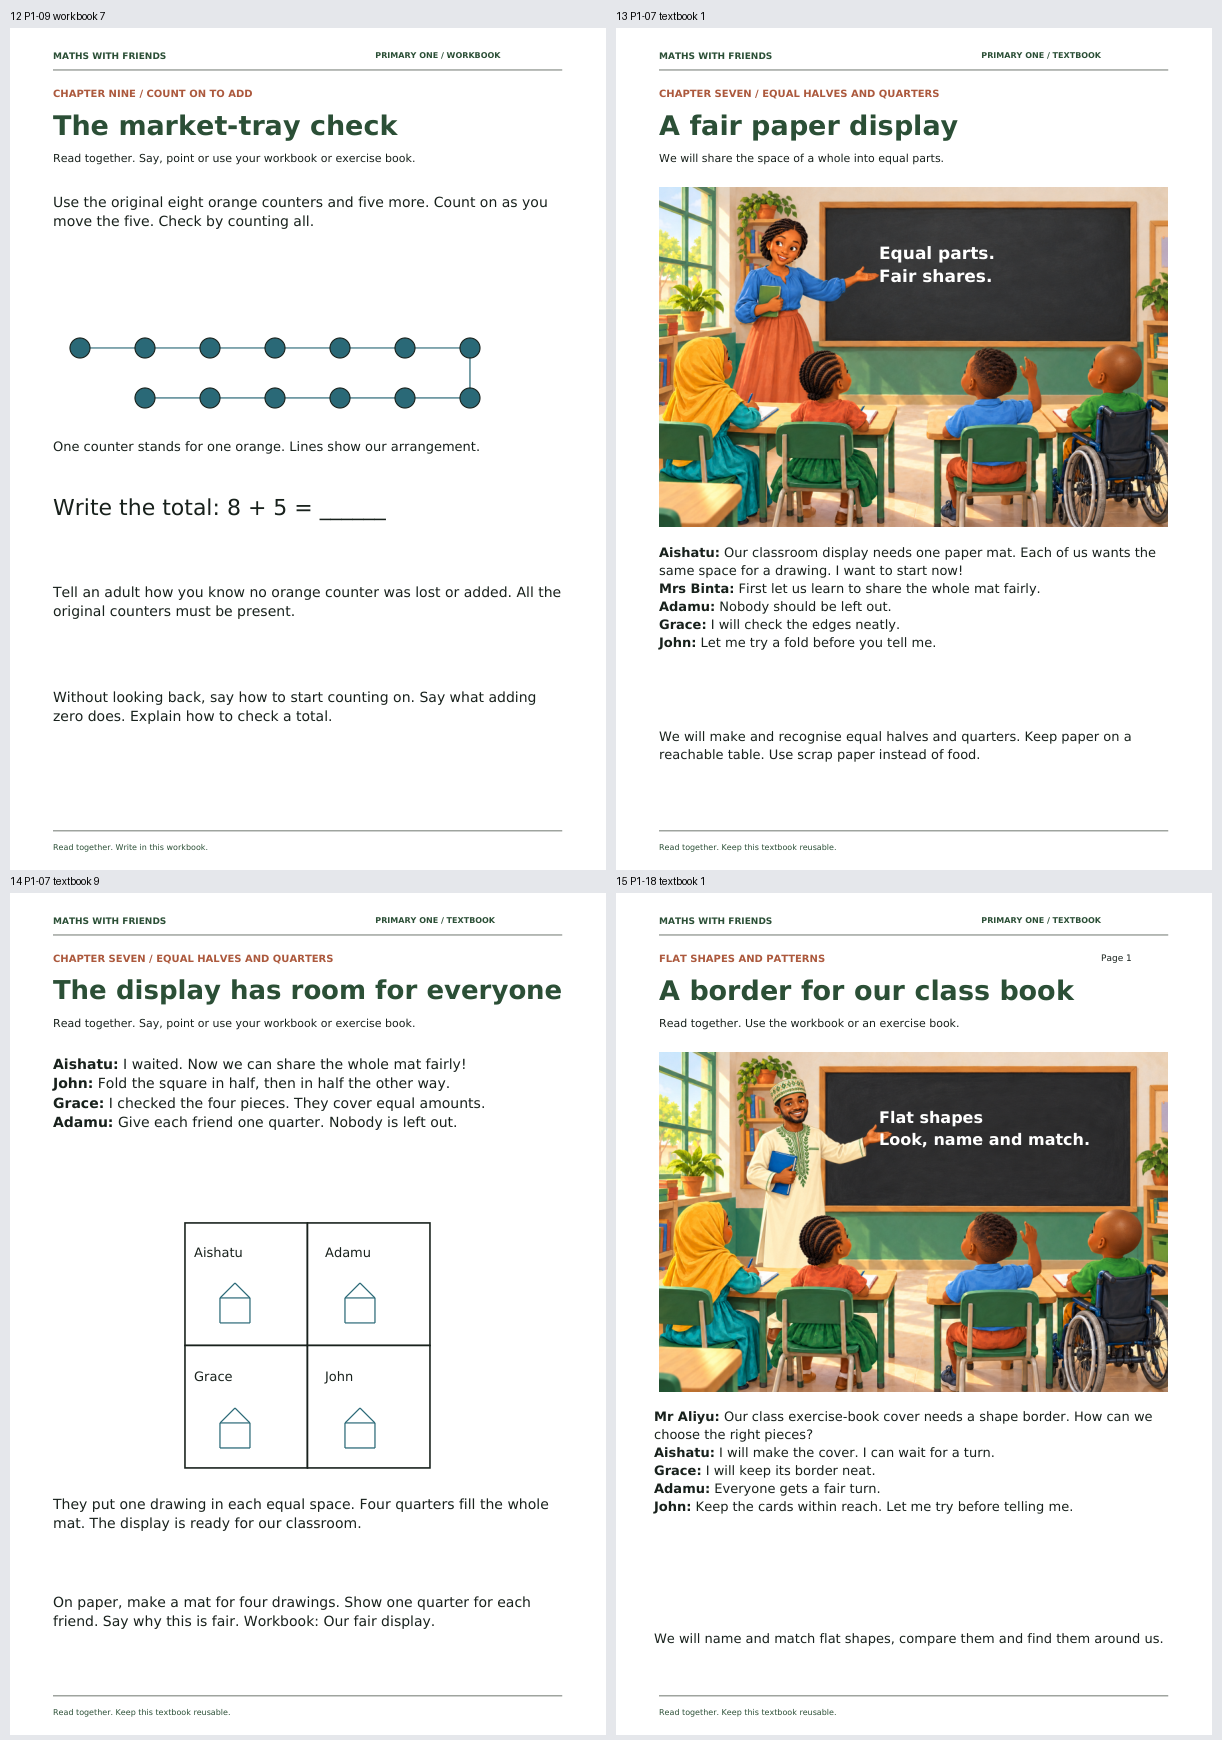 12 P1-09 workbook 7
MATHS WITH FRIENDS
PRIMARY ONE / WORKBOOK
CHAPTER NINE / COUNT ON TO ADD
The market-tray check
Read together. Say, point or use your workbook or exercise book.
Use the original eight orange counters and five more. Count on as you
move the five. Check by counting all.
One counter stands for one orange. Lines show our arrangement.
Write the total: 8 + 5 = ______
Tell an adult how you know no orange counter was lost or added. All the
original counters must be present.
Without looking back, say how to start counting on. Say what adding
zero does. Explain how to check a total.
Read together. Write in this workbook.
13 P1-07 textbook 1
MATHS WITH FRIENDS
PRIMARY ONE / TEXTBOOK
CHAPTER SEVEN / EQUAL HALVES AND QUARTERS
A fair paper display
We will share the space of a whole into equal parts.
Equal parts.
Fair shares.
Aishatu: Our classroom display needs one paper mat. Each of us wants the
same space for a drawing. I want to start now!
Mrs Binta: First let us learn to share the whole mat fairly.
Adamu: Nobody should be left out.
Grace: I will check the edges neatly.
John: Let me try a fold before you tell me.
We will make and recognise equal halves and quarters. Keep paper on a
reachable table. Use scrap paper instead of food.
Read together. Keep this textbook reusable.
14 P1-07 textbook 9
MATHS WITH FRIENDS
PRIMARY ONE / TEXTBOOK
CHAPTER SEVEN / EQUAL HALVES AND QUARTERS
The display has room for everyone
Read together. Say, point or use your workbook or exercise book.
Aishatu: I waited. Now we can share the whole mat fairly!
John: Fold the square in half, then in half the other way.
Grace: I checked the four pieces. They cover equal amounts.
Adamu: Give each friend one quarter. Nobody is left out.
Aishatu
Adamu
Grace
John
They put one drawing in each equal space. Four quarters fill the whole
mat. The display is ready for our classroom.
On paper, make a mat for four drawings. Show one quarter for each
friend. Say why this is fair. Workbook: Our fair display.
Read together. Keep this textbook reusable.
15 P1-18 textbook 1
MATHS WITH FRIENDS
PRIMARY ONE / TEXTBOOK
FLAT SHAPES AND PATTERNS
Page 1
A border for our class book
Read together. Use the workbook or an exercise book.
Flat shapes
Look, name and match.
Mr Aliyu: Our class exercise-book cover needs a shape border. How can we
choose the right pieces?
Aishatu: I will make the cover. I can wait for a turn.
Grace: I will keep its border neat.
Adamu: Everyone gets a fair turn.
John: Keep the cards within reach. Let me try before telling me.
We will name and match flat shapes, compare them and find them around us.
Read together. Keep this textbook reusable.